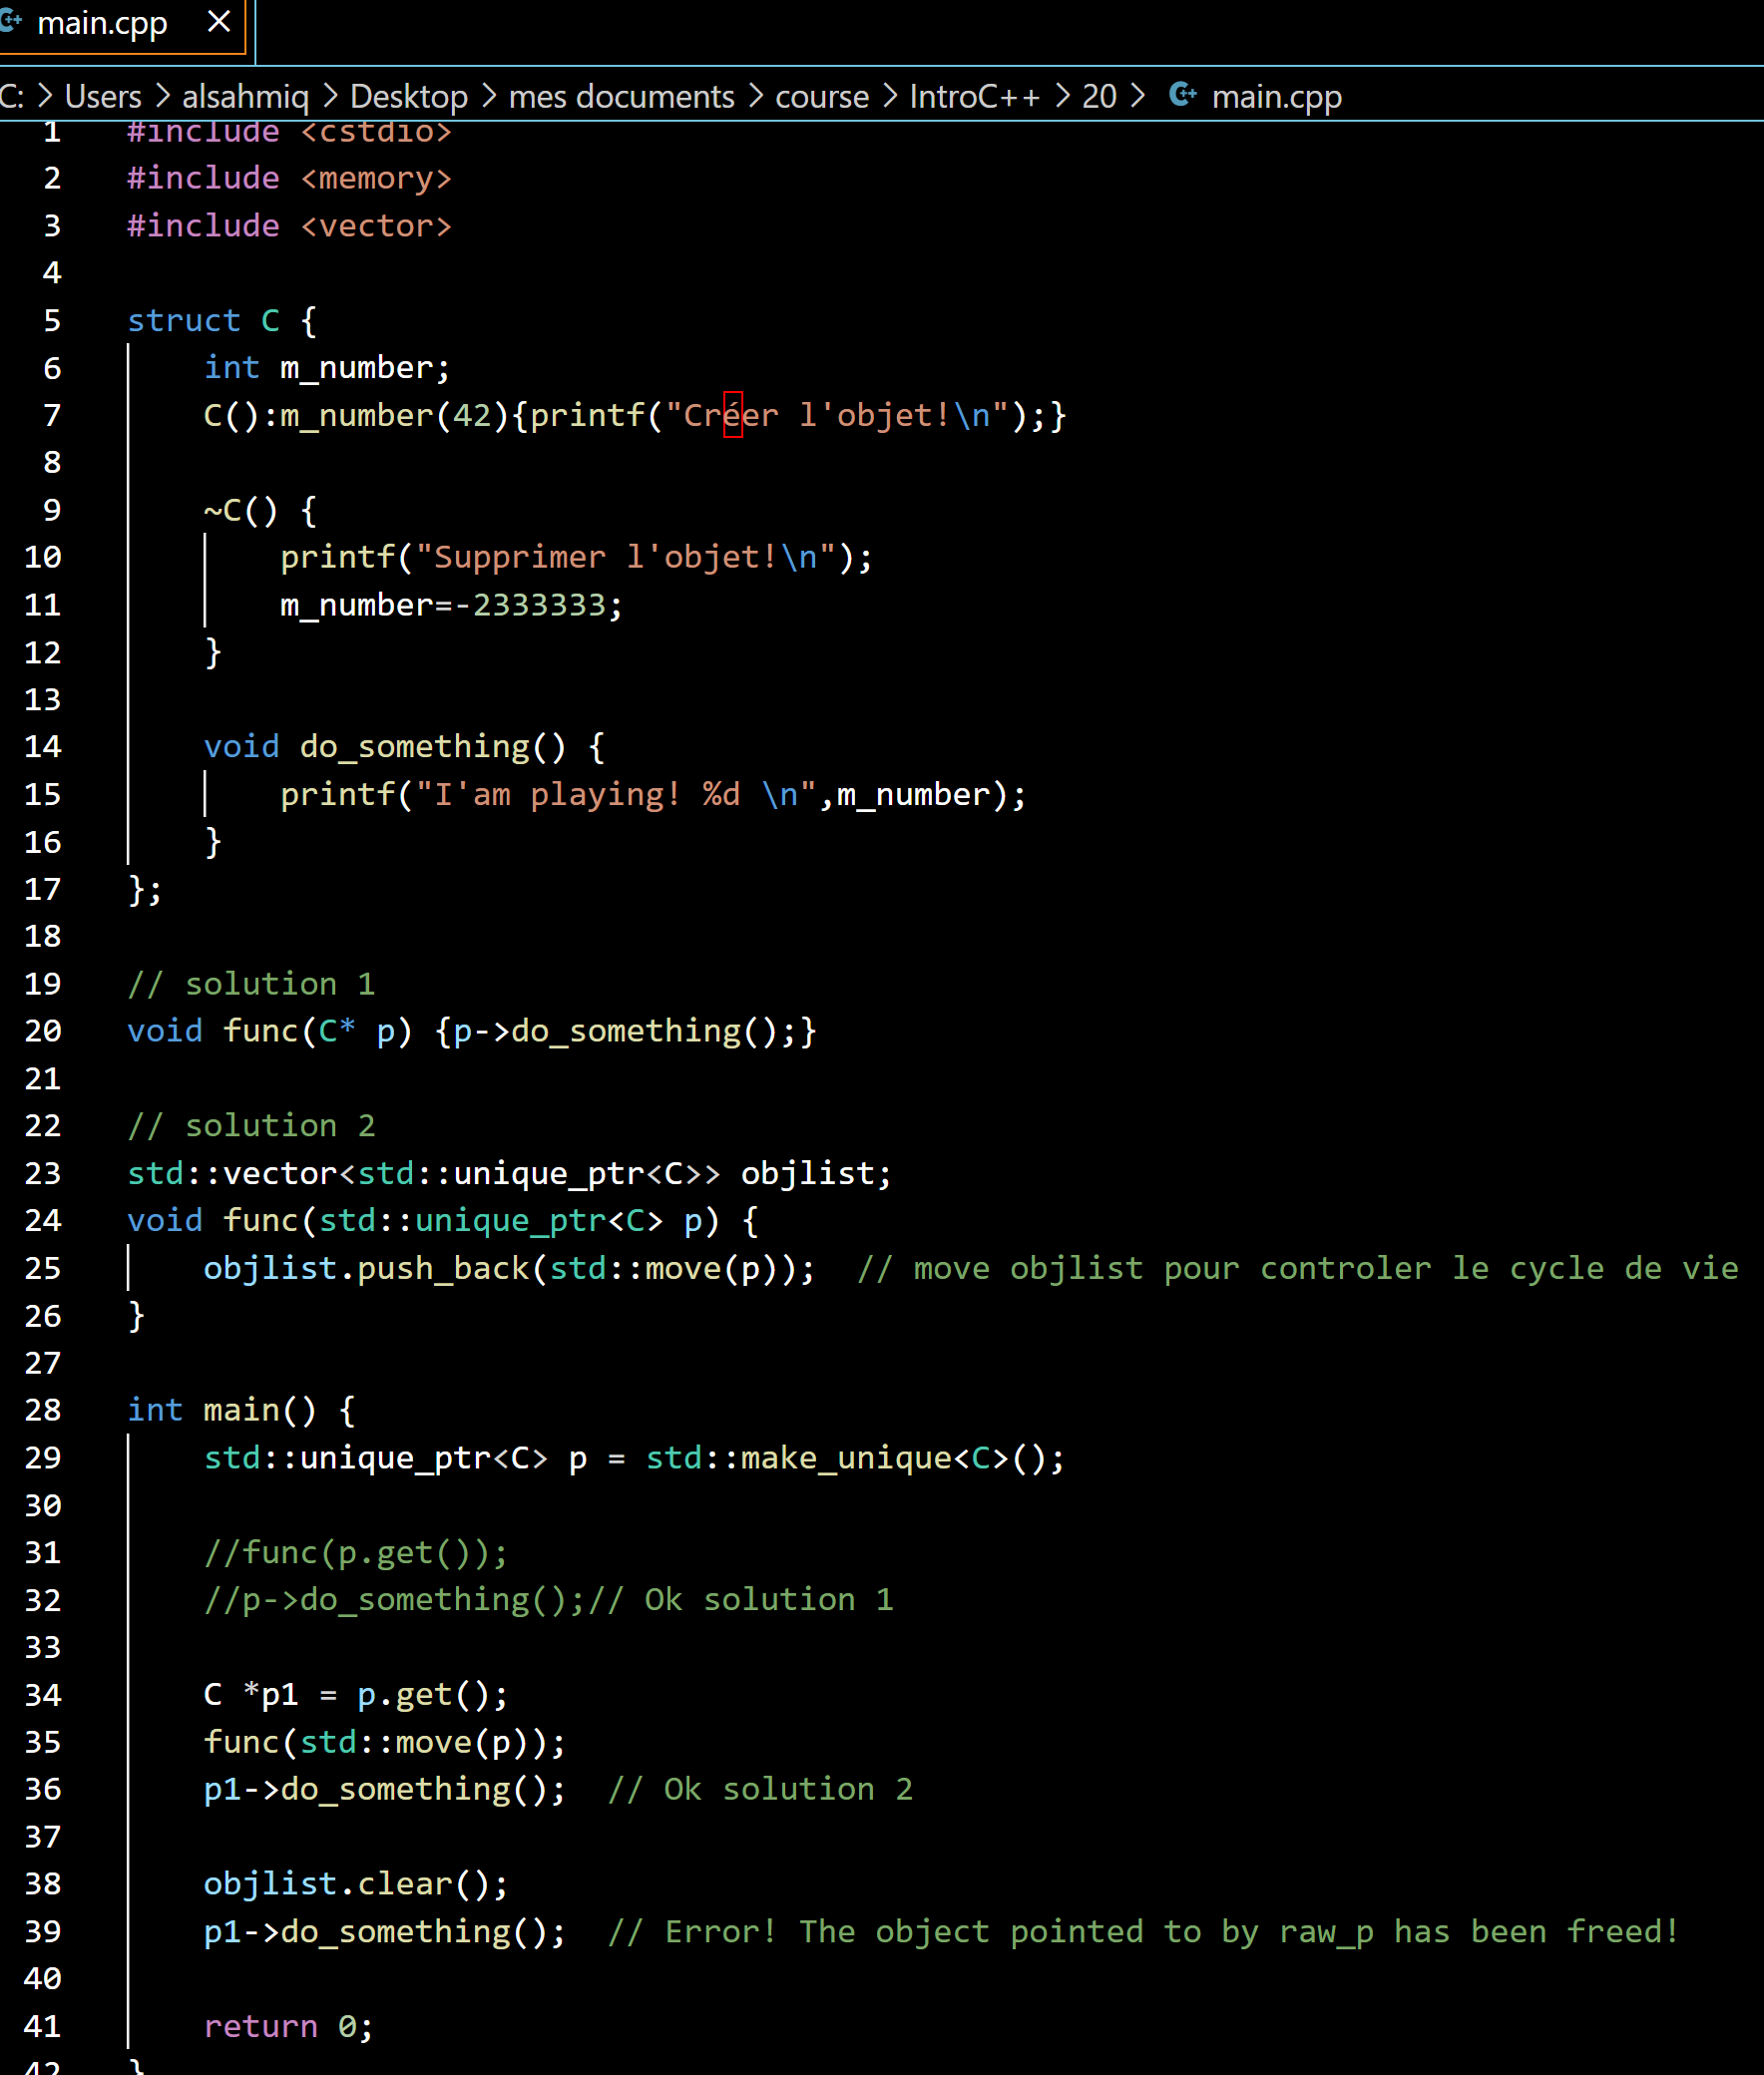 main.cpp ×
C: > Users > alsahmiq > Desktop > mes documents > course > IntroC++ > 20 > main.cpp
1 #include <cstdio>
2 #include <memory>
3 #include <vector>
4
5 struct C {
6 int m_number;
7 C():m_number(42){printf("Créer l'objet!\n");}
8
9 ~C() {
10 printf("Supprimer l'objet!\n");
11 m_number=-2333333;
12 }
13
14 void do_something() {
15 printf("I'am playing! %d \n",m_number);
16 }
17 };
18
19 // solution 1
20 void func(C* p) {p->do_something();}
21
22 // solution 2
23 std::vector<std::unique_ptr<C>> objlist;
24 void func(std::unique_ptr<C> p) {
25 objlist.push_back(std::move(p)); // move objlist pour controler le cycle de vie
26 }
27
28 int main() {
29 std::unique_ptr<C> p = std::make_unique<C>();
30
31 //func(p.get());
32 //p->do_something();// Ok solution 1
33
34 C *p1 = p.get();
35 func(std::move(p));
36 p1->do_something(); // Ok solution 2
37
38 objlist.clear();
39 p1->do_something(); // Error! The object pointed to by raw_p has been freed!
40
41 return 0;
42 }